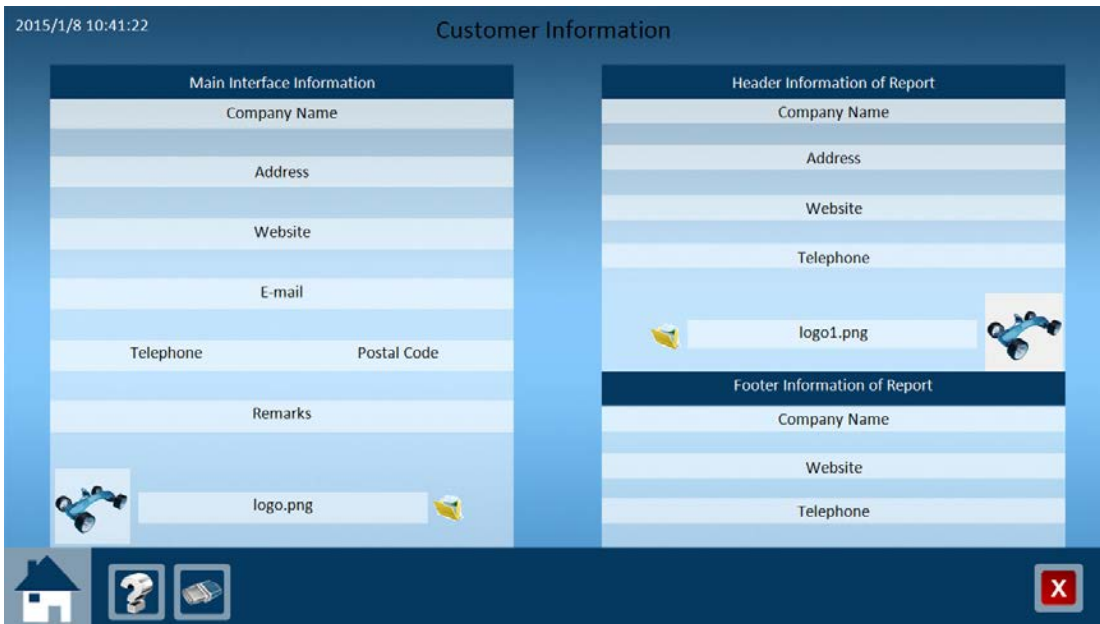 2015/1/8 10:41:22
Customer Information
Main Interface Information
Company Name
Address
Website
E-mail
Telephone Postal Code
Remarks
logo.png
Header Information of Report
Company Name
Address
Website
Telephone
logo1.png
Footer Information of Report
Company Name
Website
Telephone
?
X